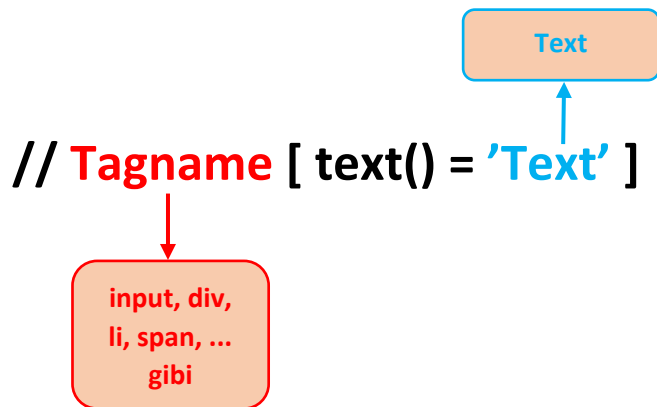 Text
// Tagname [ text() = ’Text’ ]
input, div,
li, span, ...
gibi